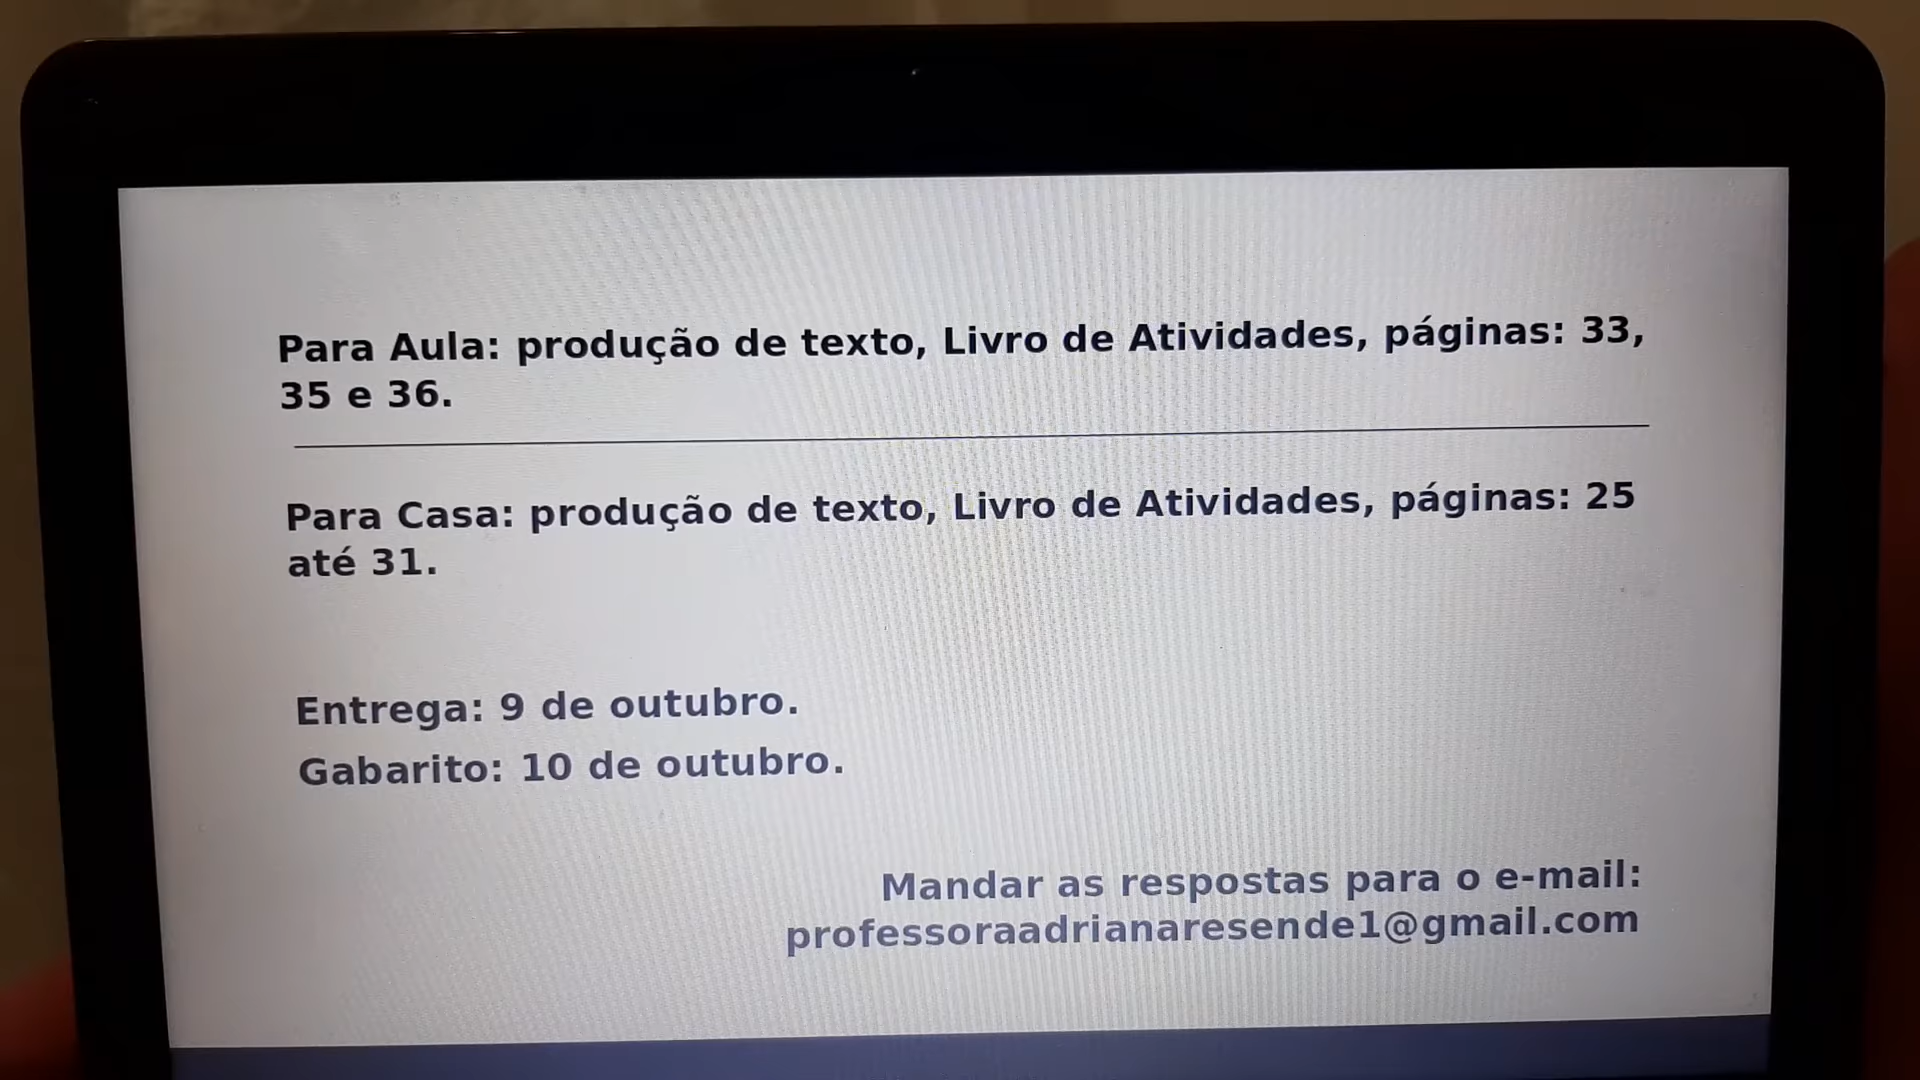 Para Aula: produção de texto, Livro de Atividades, páginas: 33,
35 e 36.
Para Casa: produção de texto, Livro de Atividades, páginas: 25
até 31.
Entrega: 9 de outubro.
Gabarito: 10 de outubro.
Mandar as respostas para o e-mail:
professoraadrianaresende1@gmail.com